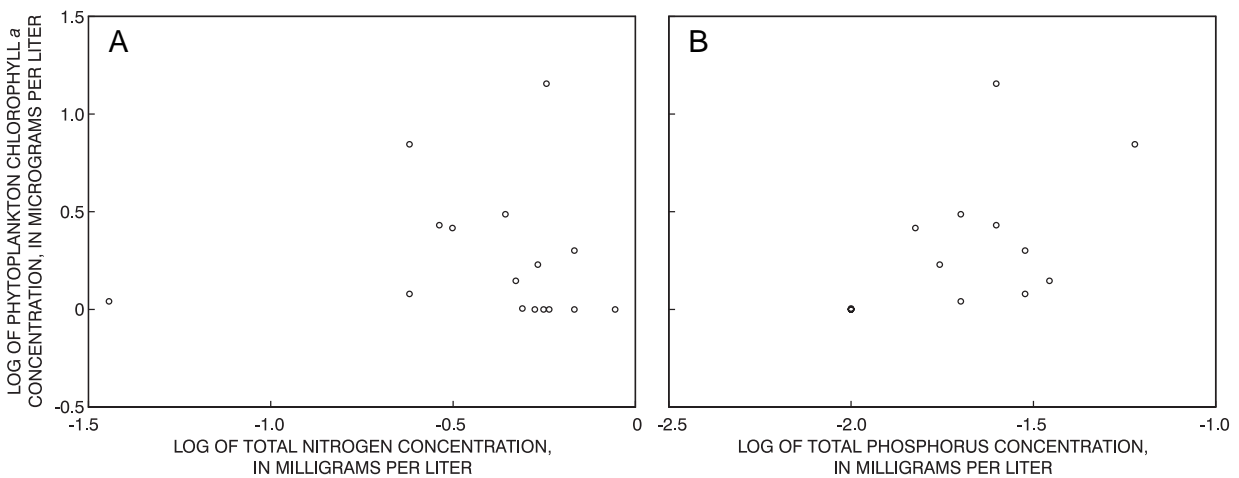 LOG OF PHYTOPLANKTON CHLOROPHYLL a
CONCENTRATION, IN MICROGRAMS PER LITER
1.5
1.0
0.5
0
-0.5
A
-1.5
-1.0
-0.5
0
LOG OF TOTAL NITROGEN CONCENTRATION,
IN MILLIGRAMS PER LITER
B
-2.5
-2.0
-1.5
-1.0
LOG OF TOTAL PHOSPHORUS CONCENTRATION,
IN MILLIGRAMS PER LITER